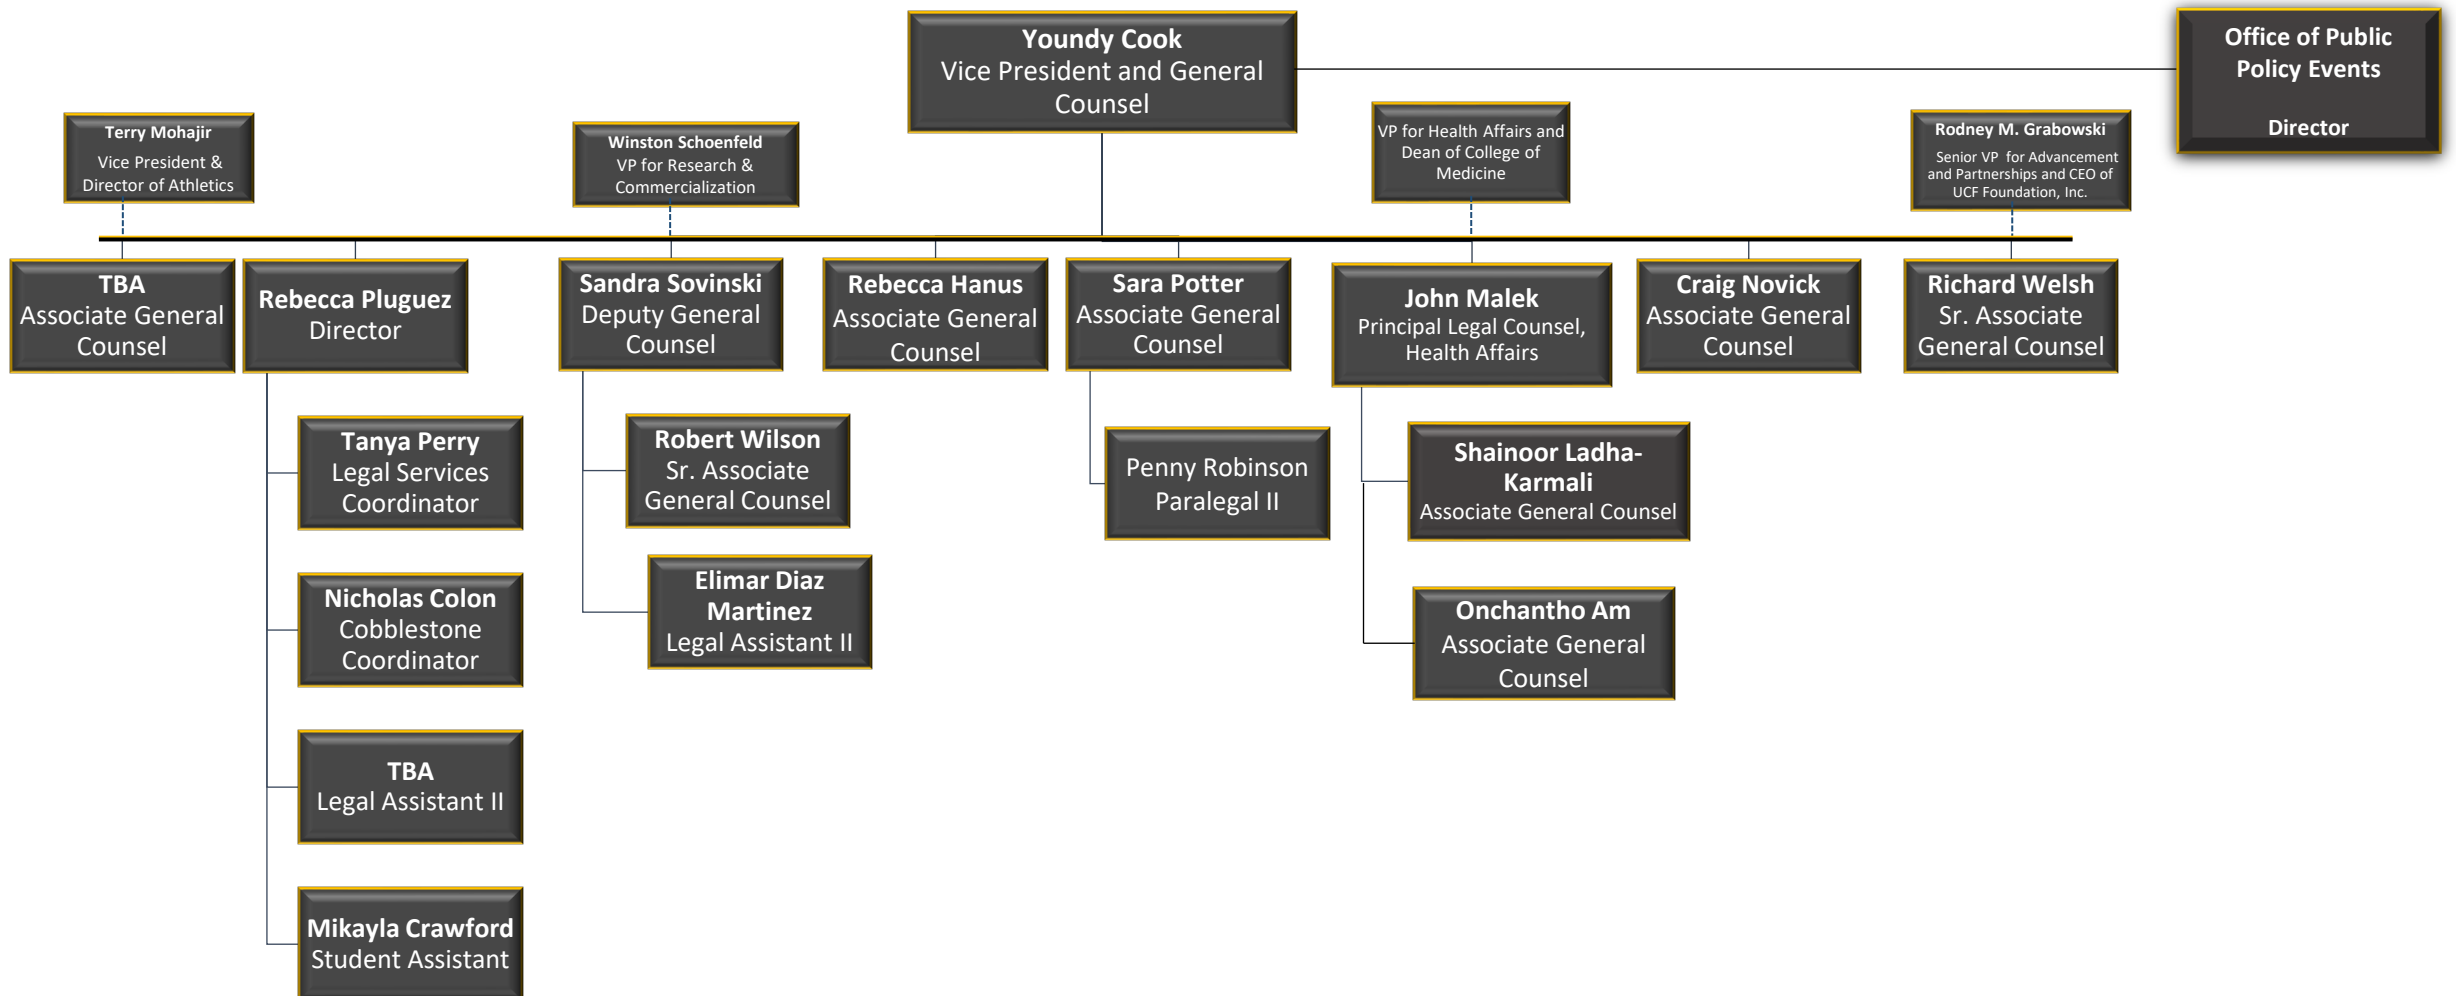 Youndy Cook
Vice President and General
Counsel
Office of Public
Policy Events
Director
Terry Mohajir
Vice President &
Director of Athletics
Winston Schoenfeld
VP for Research &
Commercialization
VP for Health Affairs and
Dean of College of
Medicine
Rodney M. Grabowski
Senior VP for Advancement
and Partnerships and CEO of
UCF Foundation, Inc.
TBA
Associate General
Counsel
Rebecca Pluguez
Director
Sandra Sovinski
Deputy General
Counsel
Rebecca Hanus
Associate General
Counsel
Sara Potter
Associate General
Counsel
John Malek
Principal Legal Counsel,
Health Affairs
Craig Novick
Associate General
Counsel
Richard Welsh
Sr. Associate
General Counsel
Tanya Perry
Legal Services
Coordinator
Robert Wilson
Sr. Associate
General Counsel
Penny Robinson
Paralegal II
Shainoor Ladha-
Karmali
Associate General Counsel
Nicholas Colon
Cobblestone
Coordinator
Elimar Diaz
Martinez
Legal Assistant II
Onchantho Am
Associate General
Counsel
TBA
Legal Assistant II
Mikayla Crawford
Student Assistant